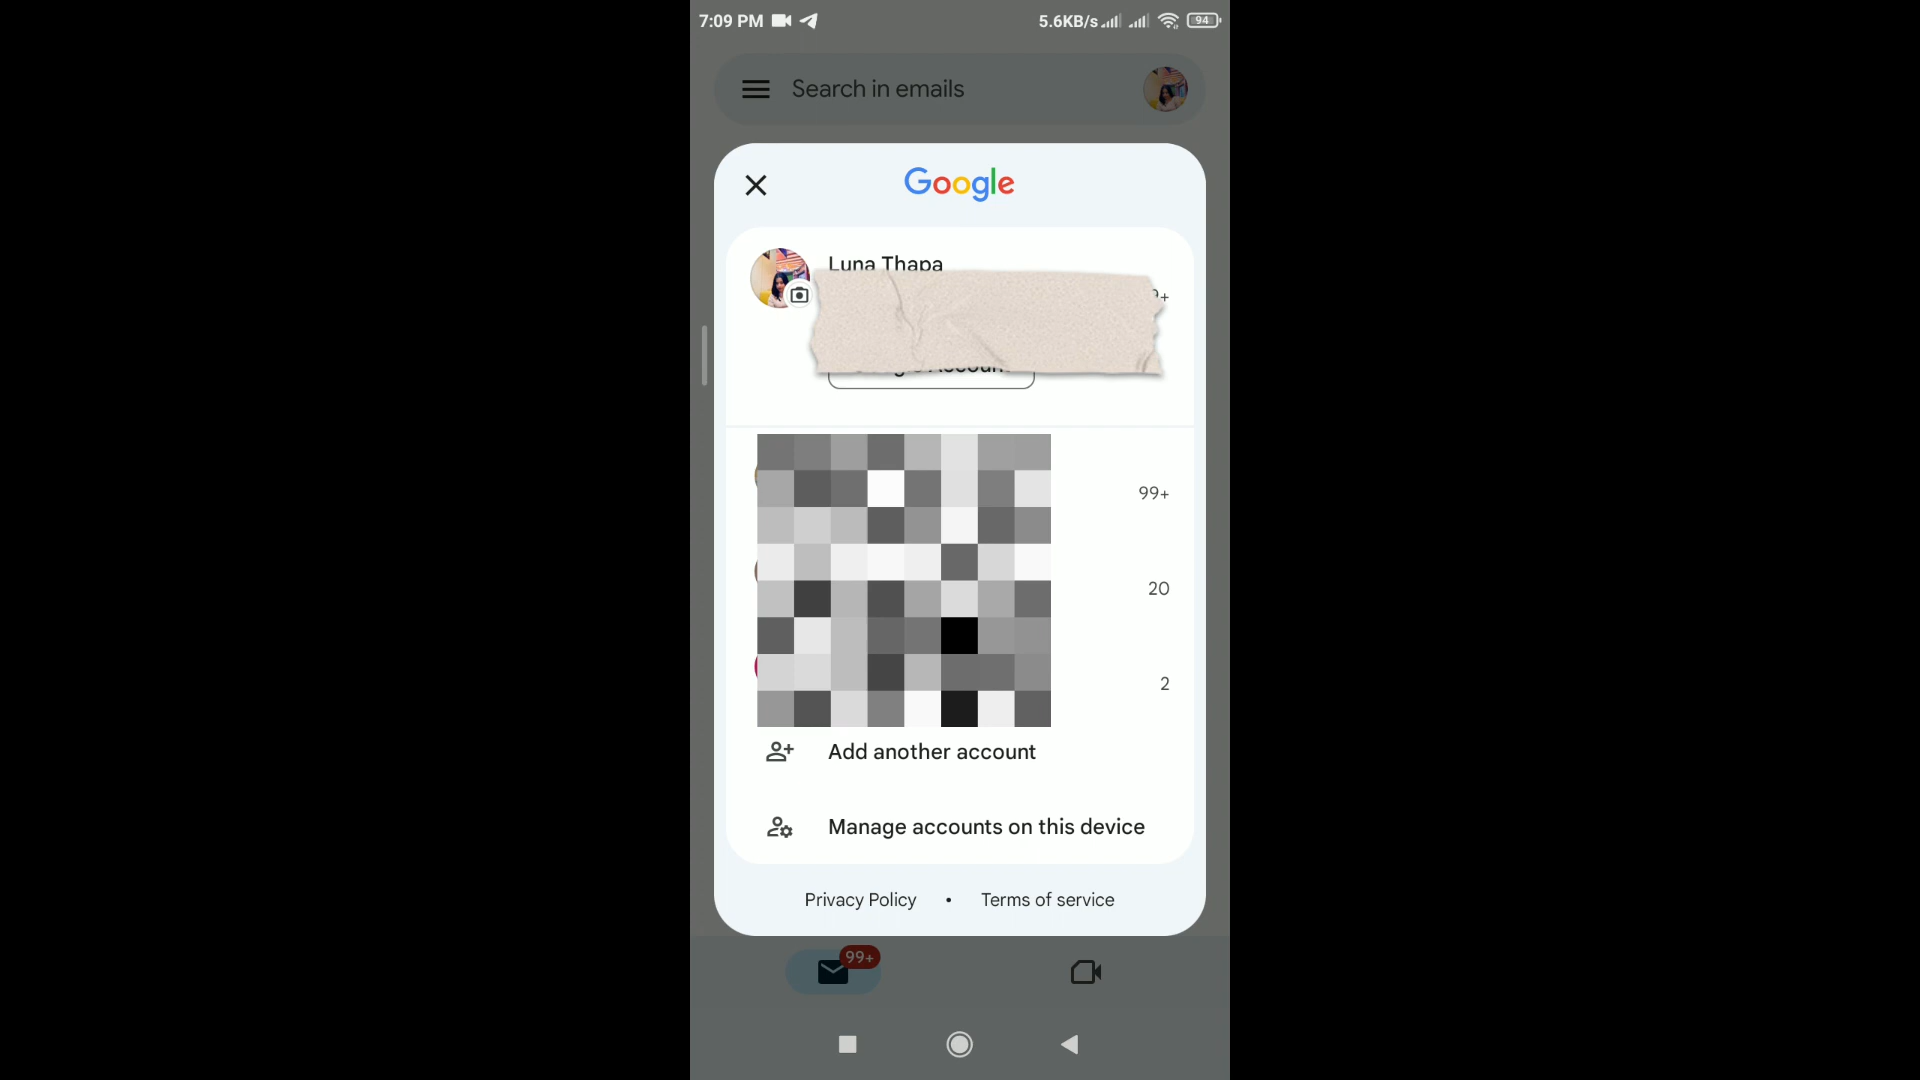 7:09 PM 5.6KB/s 94
Search in emails
Google
Luna Thapa
99+
20
2
Add another account
Manage accounts on this device
Privacy Policy • Terms of service
99+